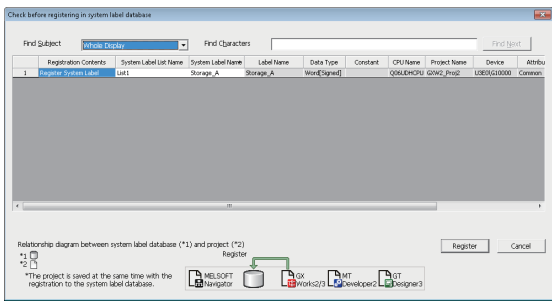 Check before registering in system label database
Find Subject
Whole Display
Find Characters
Find Next
Registration Contents
System Label List Name
System Label Name
Label Name
Data Type
Constant
CPU Name
Project Name
Device
Attribu
1
Register System Label
List1
Storage_A
Storage_A
Word[Signed]
Q06UDHCPU
GXW2_Proj2
U3E0\G10000
Common
Relationship diagram between system label database (*1) and project (*2)
*1
*2
*The project is saved at the same time with the
registration to the system label database.
Register
MELSOFT
Navigator
GX
Works2/3
MT
Developer2
GT
Designer3
Register
Cancel